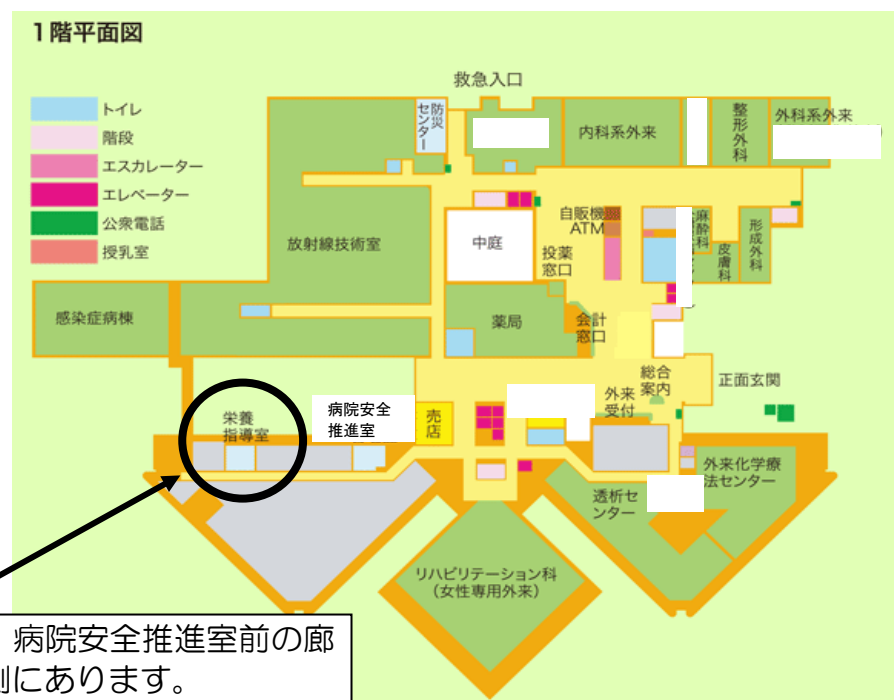 1階平面図
トイレ
階段
エスカレーター
エレベーター
公衆電話
授乳室
救急入口
防災
センター
内科系外来
整形外科
外科系外来
放射線技術室
中庭
自販機
ATM
投薬
窓口
麻酔科
皮膚科
形成外科
感染症病棟
薬局
会計
窓口
総合
案内
正面玄関
外来
受付
栄養
指導室
病院安全
推進室
売店
透析セ
ンター
外来化学療
法センター
リハビリテーション科
（女性専用外来）
病院安全推進室前の廊
側にあります。